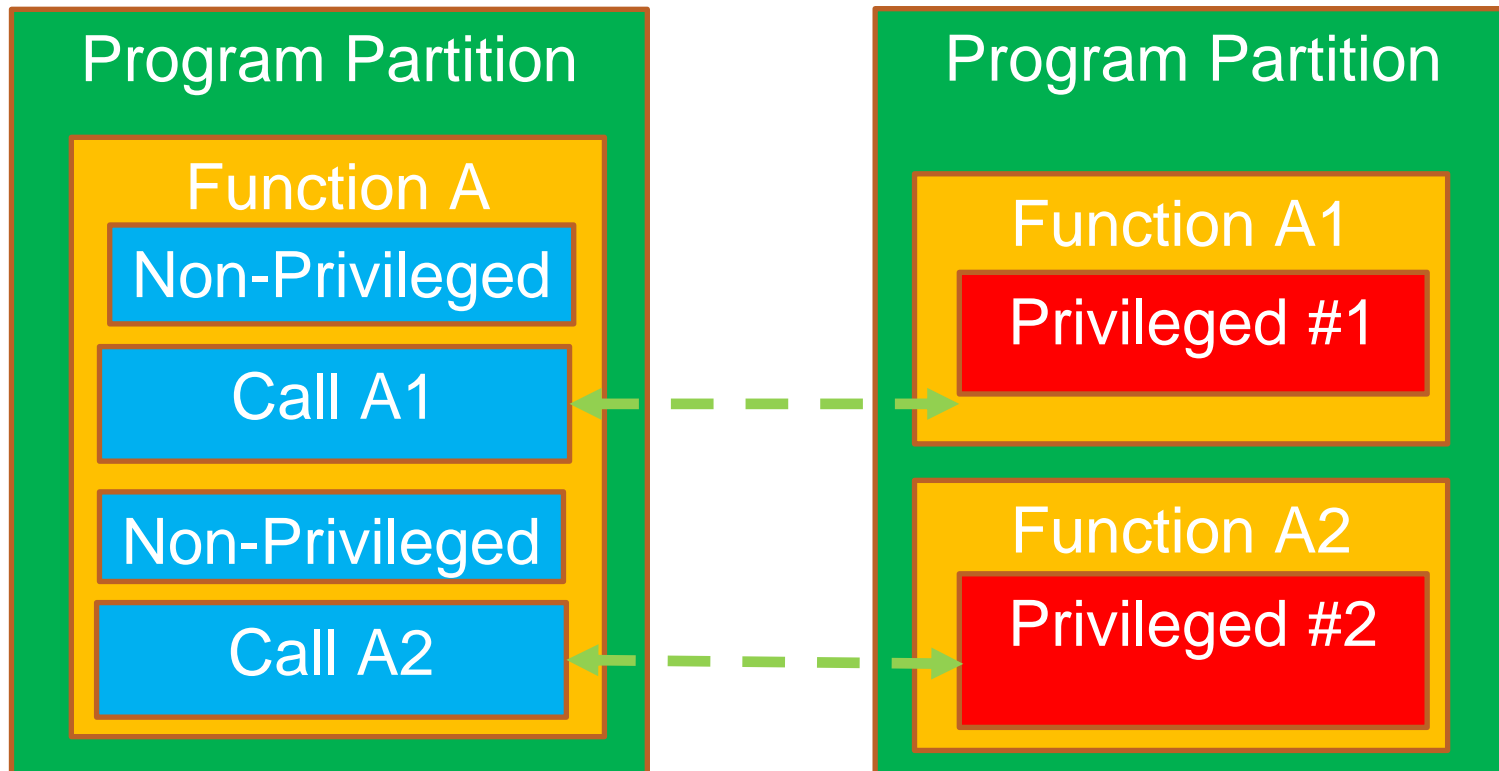 Program Partition
Function A
Non-Privileged
Call A1
Non-Privileged
Call A2
Program Partition
Function A1
Privileged #1
Function A2
Privileged #2